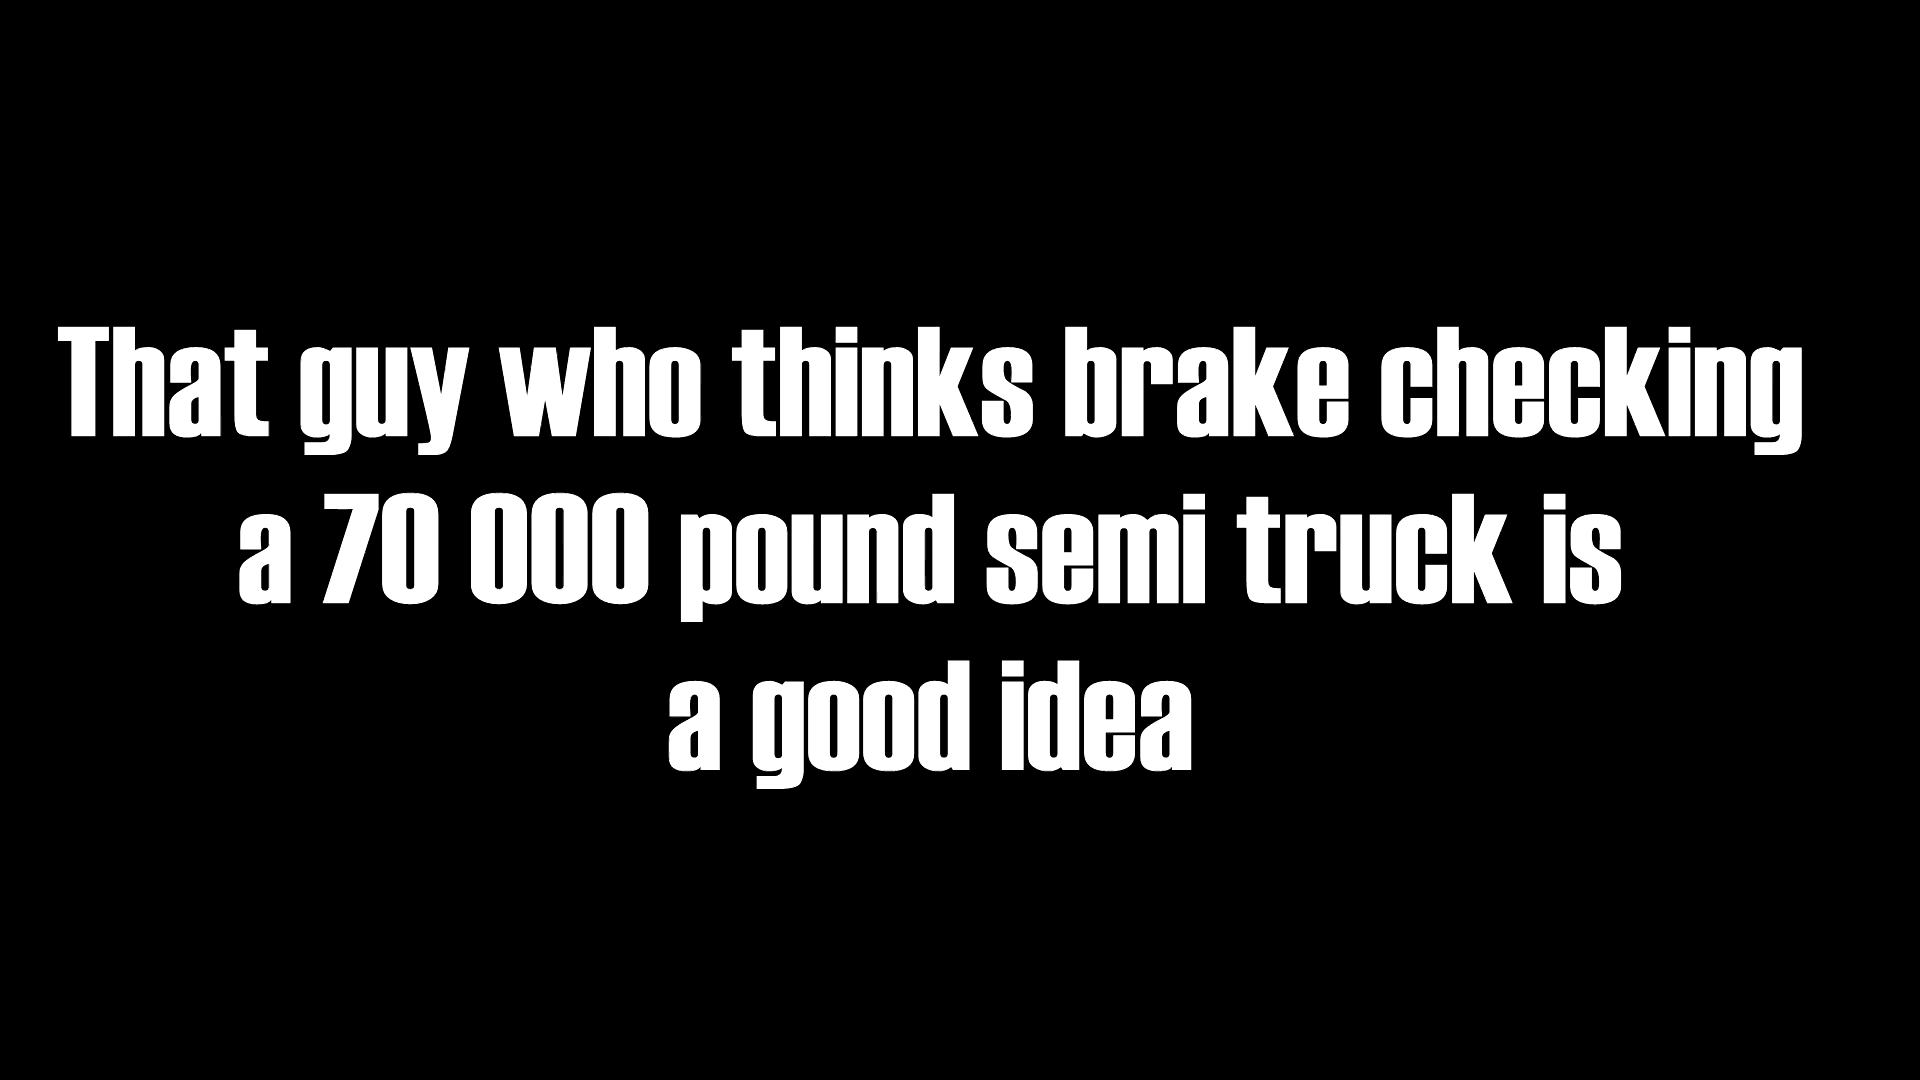 That guy who thinks brake checking
a 70 000 pound semi truck is
a good idea